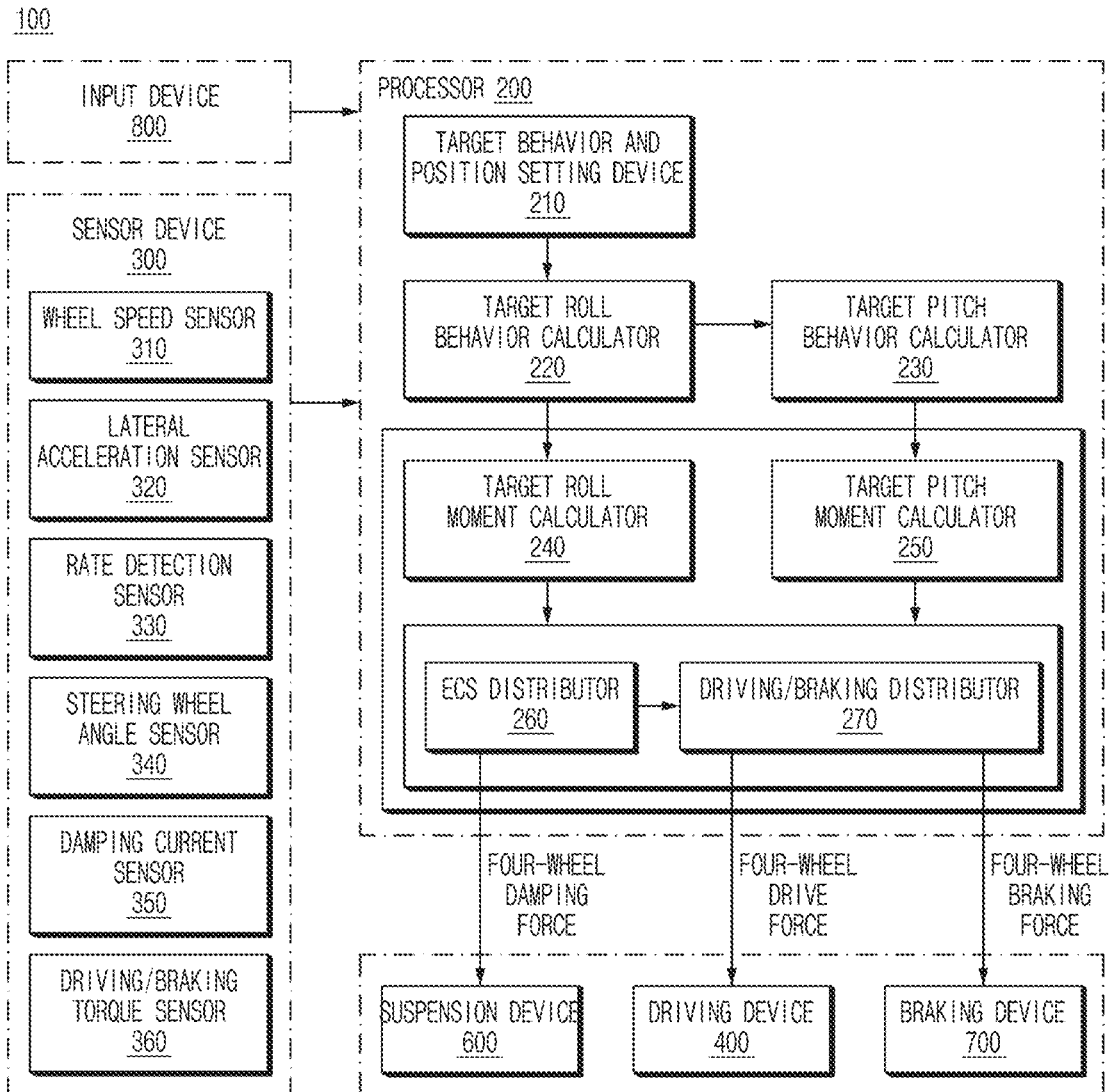 100
INPUT DEVICE
800
SENSOR DEVICE
300
WHEEL SPEED SENSOR
310
LATERAL
ACCELERATION SENSOR
320
RATE DETECTION
SENSOR
330
STEERING WHEEL
ANGLE SENSOR
340
DAMPING CURRENT
SENSOR
350
DRIVING/BRAKING
TORQUE SENSOR
360
PROCESSOR 200
TARGET BEHAVIOR AND
POSITION SETTING DEVICE
210
TARGET ROLL
BEHAVIOR CALCULATOR
220
TARGET PITCH
BEHAVIOR CALCULATOR
230
TARGET ROLL
MOMENT CALCULATOR
240
TARGET PITCH
MOMENT CALCULATOR
250
ECS DISTRIBUTOR
260
DRIVING/BRAKING DISTRIBUTOR
270
FOUR-WHEEL
DAMPING
FORCE
FOUR-WHEEL
DRIVE
FORCE
FOUR-WHEEL
BRAKING
FORCE
SUSPENSION DEVICE
600
DRIVING DEVICE
400
BRAKING DEVICE
700